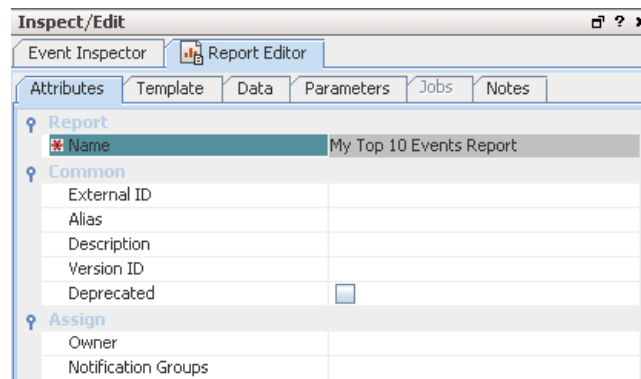 Inspect/Edit
Event Inspector Report Editor
Attributes Template Data Parameters Jobs Notes
Report
* Name My Top 10 Events Report
Common
External ID
Alias
Description
Version ID
Deprecated
Assign
Owner
Notification Groups